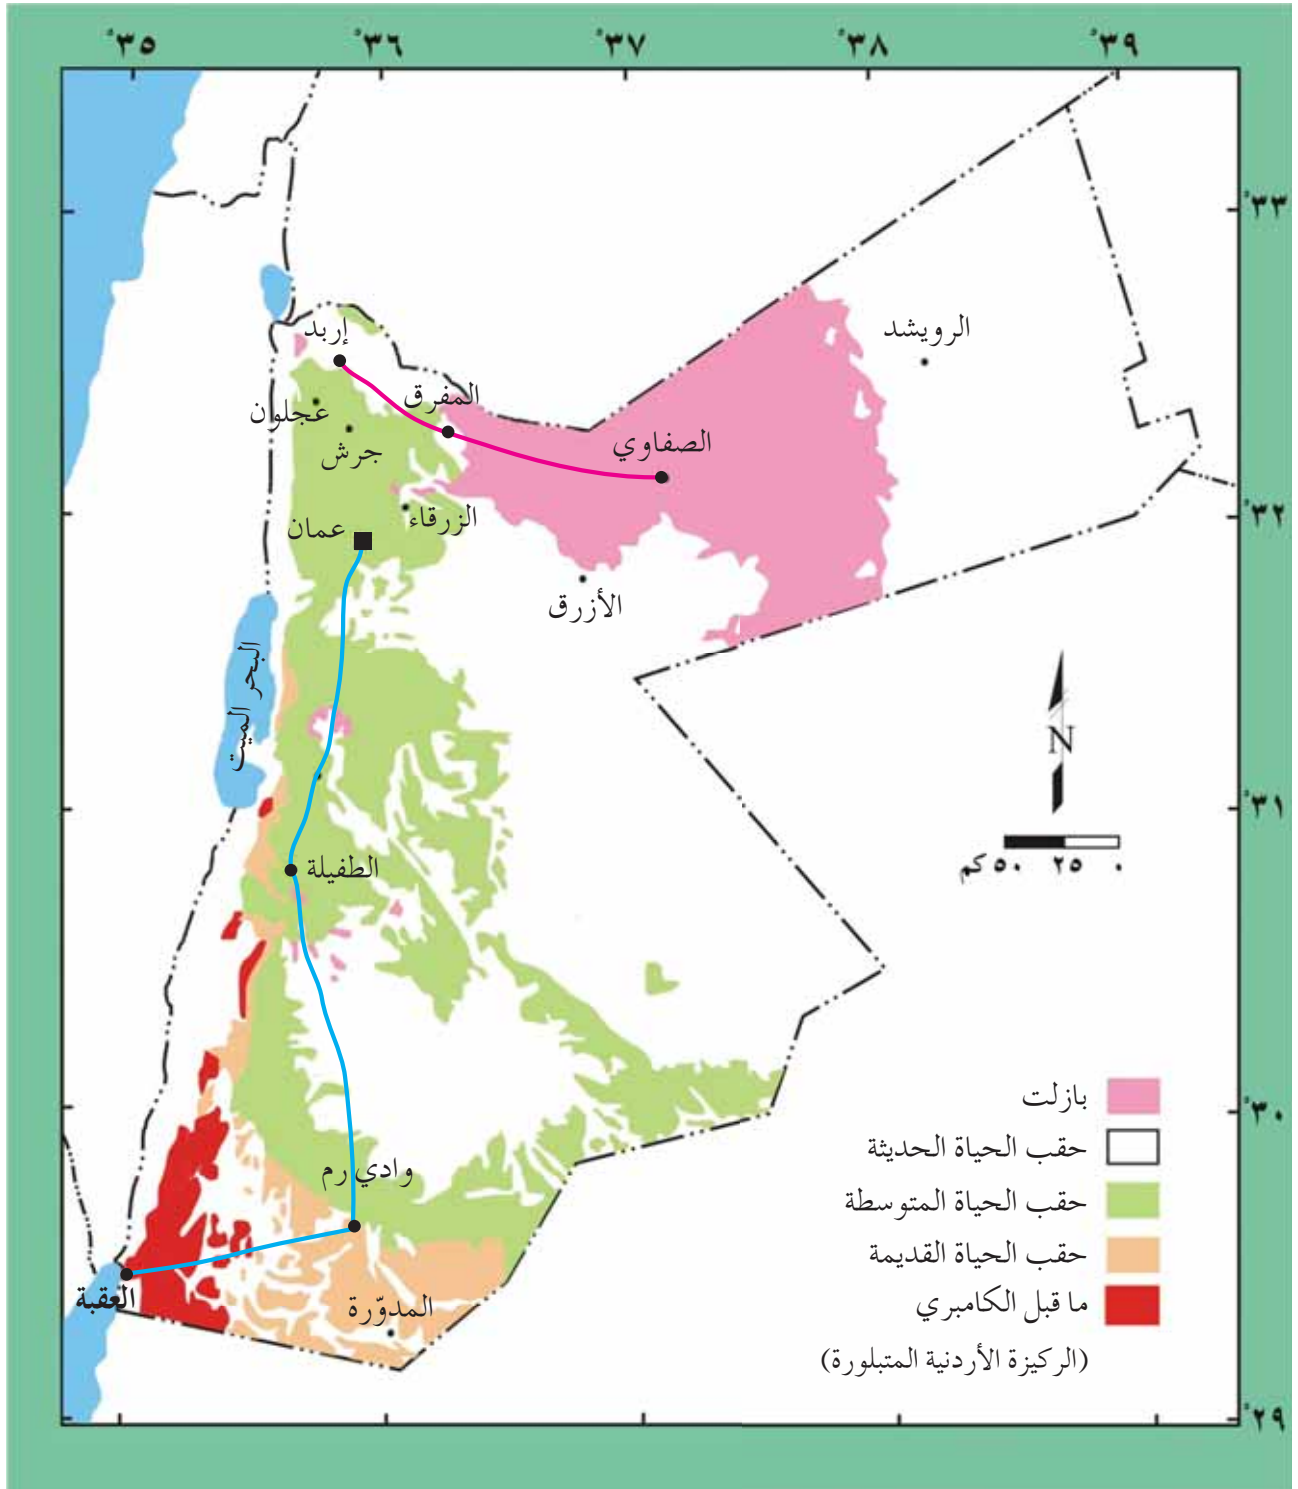 °٣٥
°٣٦
°٣٧
°٣٨
°٣٩
°٣٣
°٣٢
°٣١
°٣٠
°٢٩
إربد
الرويشد
المفرق
عجلون
جرش
الصفاوي
الزرقاء
عمان
الأزرق
البحر الميت
N
٠ ٢٥ ٥٠ كم
الطفيلة
وادي رم
العقبة
المدوّرة
بازلت
حقب الحياة الحديثة
حقب الحياة المتوسطة
حقب الحياة القديمة
ما قبل الكامبري
(الركيزة الأردنية المتبلورة)